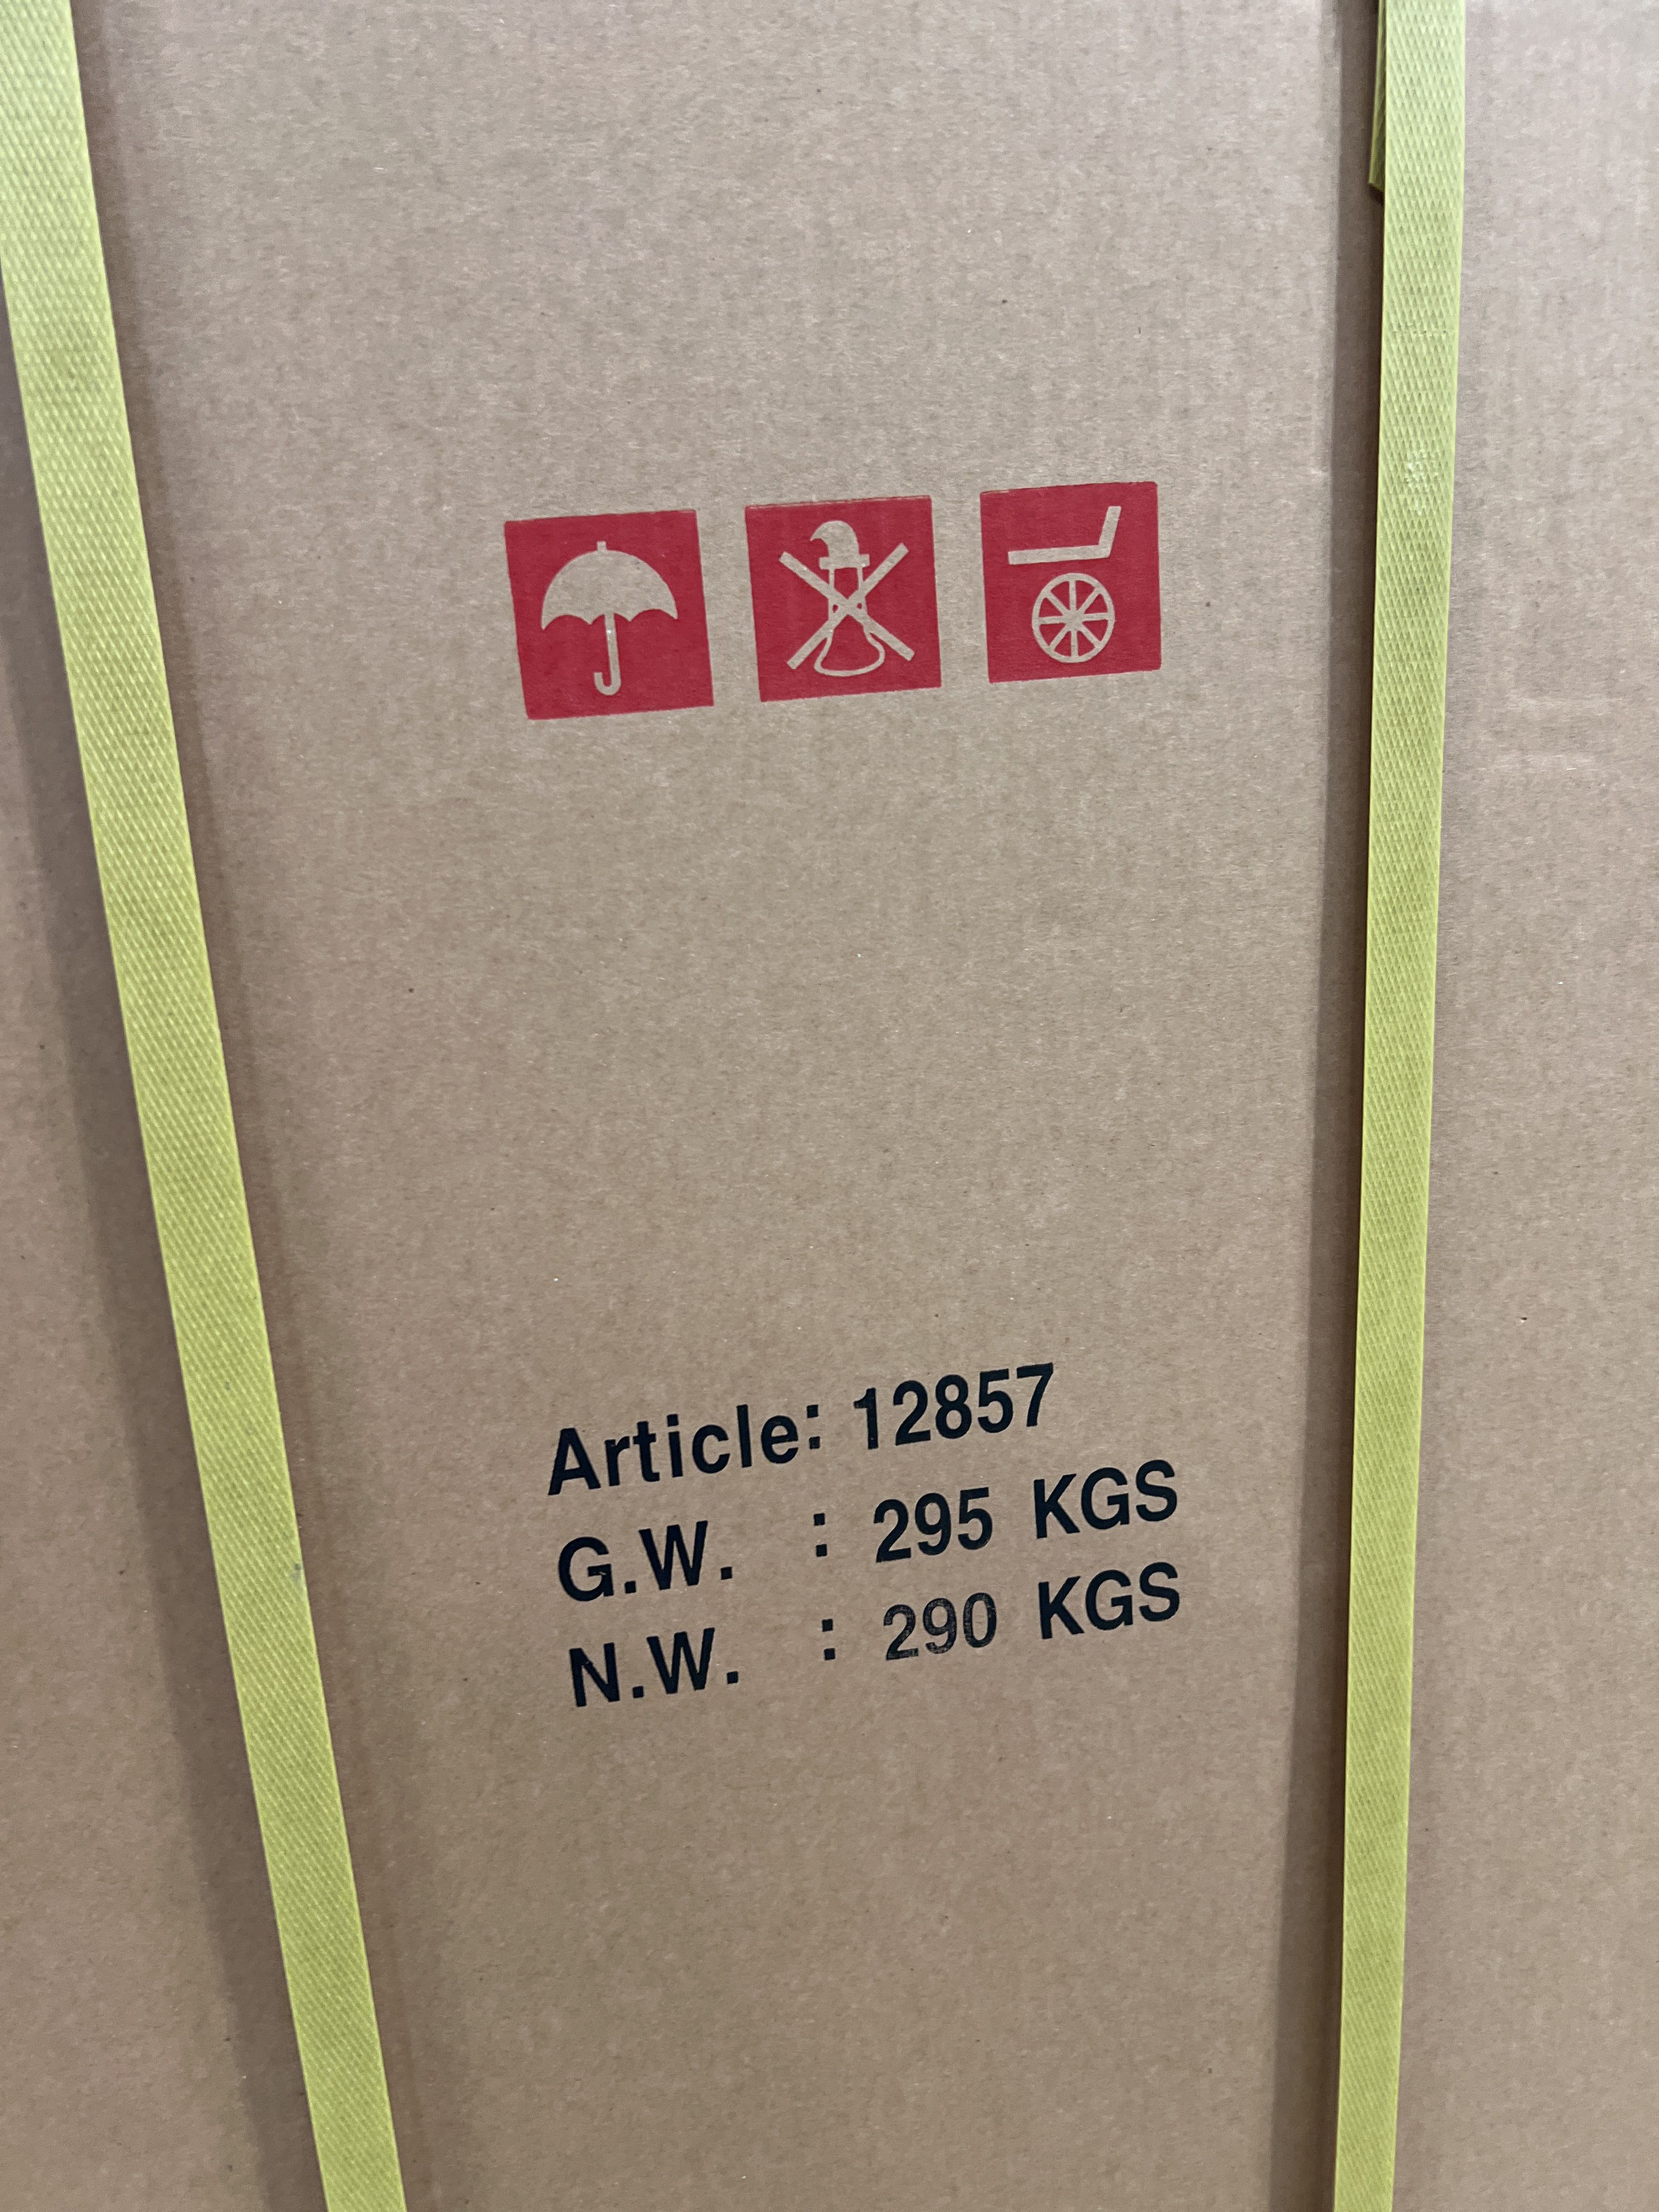 Article: 12857
G.W. : 295 KGS
N.W. : 290 KGS